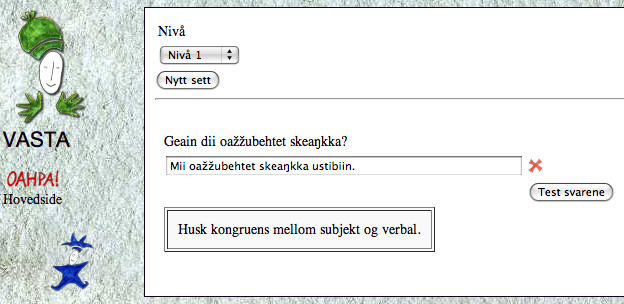 Nivå
Nivå 1
Nytt sett
VASTA
OAHPA!
Hovedside
Geain dii oažžubehtet skeaŋkka?
Mii oažžubehtet skeaŋkka ustibiin.
Test svarene
Husk kongruens mellom subjekt og verbal.